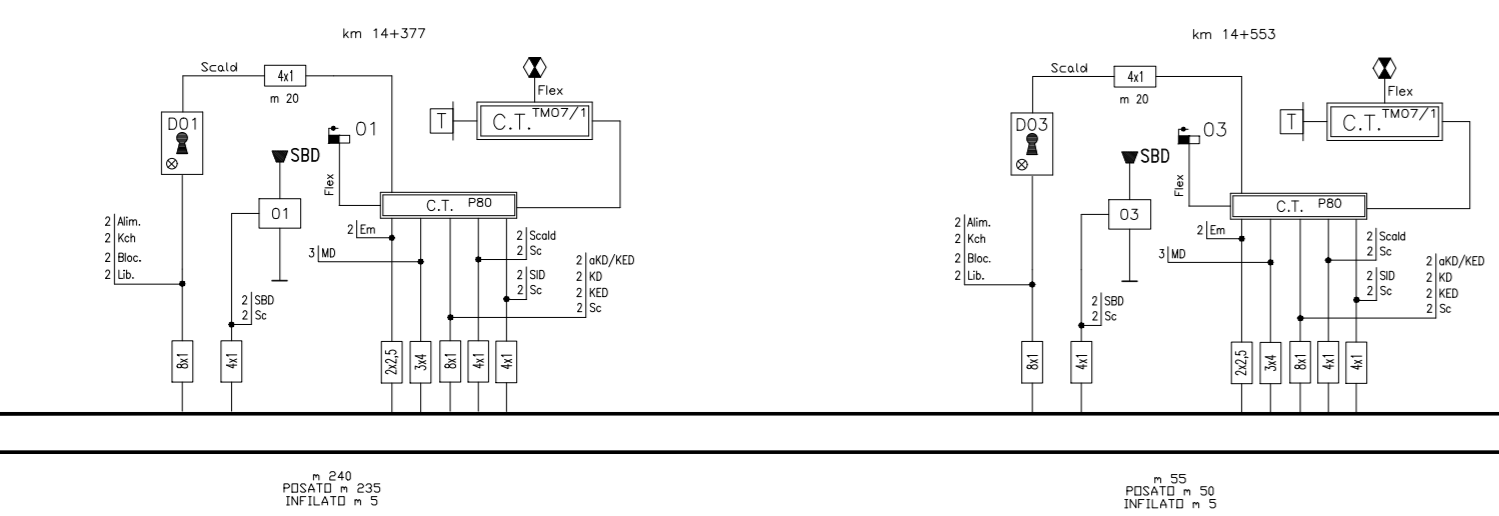 km 14+377
Scald
4x1
m 20
Flex
D01
01
T
C.T. TM07/1
SBD
Flex
01
C.T. P80
2 Alim.
2 Kch
2 Bloc.
2 Lib.
2 Em
3 MD
2 Scald
2 Sc
2 SID
2 Sc
2 aKD/KED
2 KD
2 KED
2 Sc
2 SBD
2 Sc
8x1
4x1
2x2,5
3x4
8x1
4x1
4x1
m 240
POSATO m 235
INFILATO m 5
km 14+553
Scald
4x1
m 20
Flex
D03
03
T
C.T. TM07/1
SBD
Flex
03
C.T. P80
2 Alim.
2 Kch
2 Bloc.
2 Lib.
2 Em
3 MD
2 Scald
2 Sc
2 SID
2 Sc
2 aKD/KED
2 KD
2 KED
2 Sc
2 SBD
2 Sc
8x1
4x1
2x2,5
3x4
8x1
4x1
4x1
m 55
POSATO m 50
INFILATO m 5